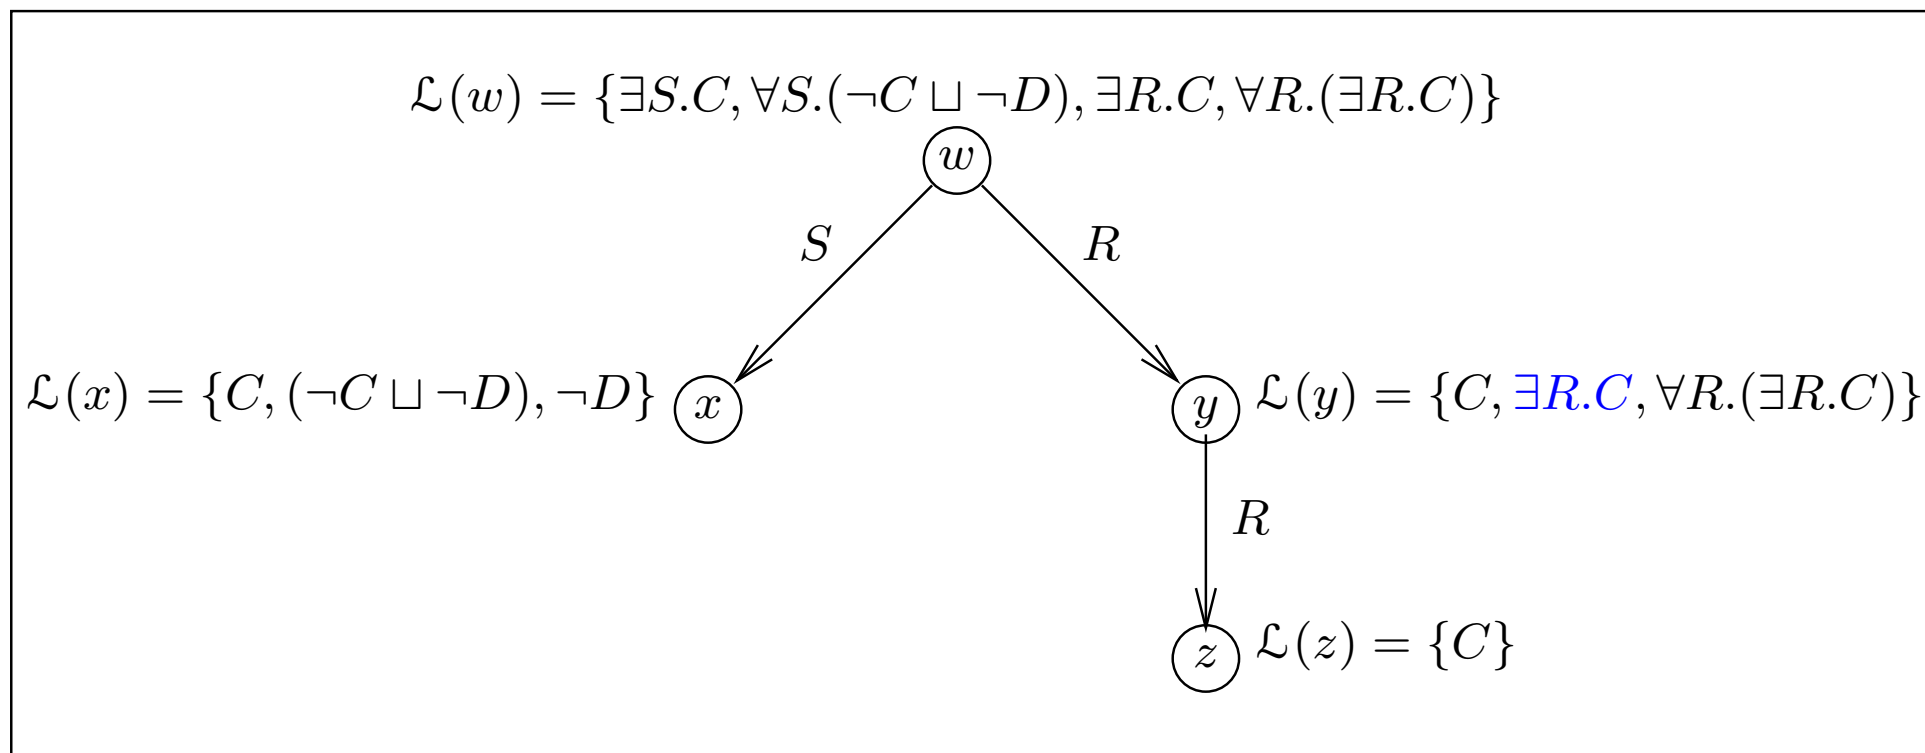 ℒ(w) = {∃S.C, ∀S.(¬C ⊔ ¬D), ∃R.C, ∀R.(∃R.C)}
w
S R
ℒ(x) = {C, (¬C ⊔ ¬D), ¬D} x y ℒ(y) = {C, ∃R.C, ∀R.(∃R.C)}
R
z ℒ(z) = {C}